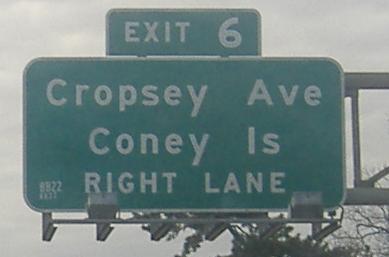 EXIT 6
Cropsey Ave
Coney Is
RIGHT LANE